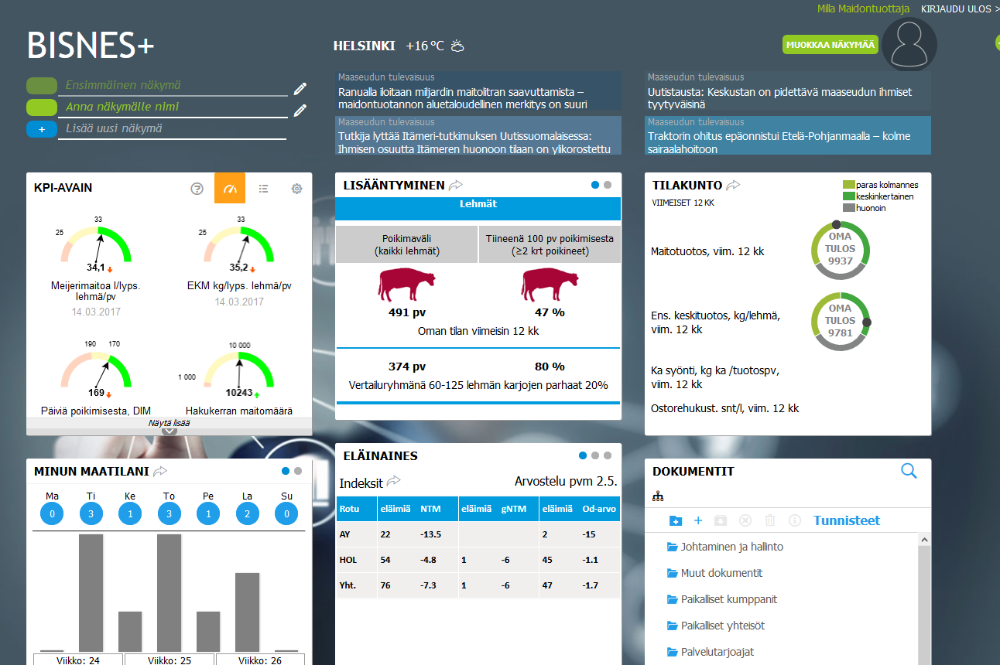 Milla Maidontuottaja KIRJAUDU ULOS >
BISNES+
HELSINKI +16 °C
MUOKKAA NÄKYMÄÄ
Ensimmäinen näkymä
Anna näkymälle nimi
+ Lisää uusi näkymä
Maaseudun tulevaisuus
Ranualla iloitaan miljardin maitolitran saavuttamista –
maidontuotannon aluetaloudellinen merkitys on suuri
Maaseudun tulevaisuus
Uutistausta: Keskustan on pidettävä maaseudun ihmiset
tyytyväisinä
Maaseudun tulevaisuus
Tutkija lyttää Itämeri-tutkimuksen Uutissuomalaisessa:
Ihmisen osuutta Itämeren huonoon tilaan on ylikorostettu
Maaseudun tulevaisuus
Traktorin ohitus epäonnistui Etelä-Pohjanmaalla – kolme
sairaalahoitoon
KPI-AVAIN
?
25 33
34,1
Meijerimaitoa l/lyps.
lehmä/pv
14.03.2017
25 33
35,2
EKM kg/lyps. lehmä/pv
14.03.2017
190 170
169
Päiviä poikimisesta, DIM
1 000 10 000
10243
Hakukerran maitomäärä
Näytä lisää
LISÄÄNTYMINEN
Lehmät
Poikimaväli
(kaikki lehmät)
Tiineenä 100 pv poikimisesta
(≥2 krt poikineet)
491 pv 47 %
Oman tilan viimeisin 12 kk
374 pv 80 %
Vertailuryhmänä 60-125 lehmän karjojen parhaat 20%
TILAKUNTO
VIIMEISET 12 KK
paras kolmannes
keskinkertainen
huonoin
Maitotuotos, viim. 12 kk
OMA
TULOS
9937
Ens. keskituotos, kg/lehmä,
viim. 12 kk
OMA
TULOS
9781
Ka syönti, kg ka /tuotospv,
viim. 12 kk
Ostorehukust. snt/l, viim. 12 kk
MINUN MAATILANI
Ma Ti Ke To Pe La Su
0 3 1 3 1 2 0
Viikko: 24 Viikko: 25 Viikko: 26
ELÄINAINES
Indeksit Arvostelu pvm 2.5.
Rotu eläimiä NTM eläimiä gNTM eläimiä Od-arvo
AY 22 -13.5 2 -15
HOL 54 -4.8 1 -6 45 -1.1
Yht. 76 -7.3 1 -6 47 -1.7
DOKUMENTIT
Tunnisteet
Johtaminen ja hallinto
Muut dokumentit
Paikalliset kumppanit
Paikalliset yhteisöt
Palvelutarjoajat